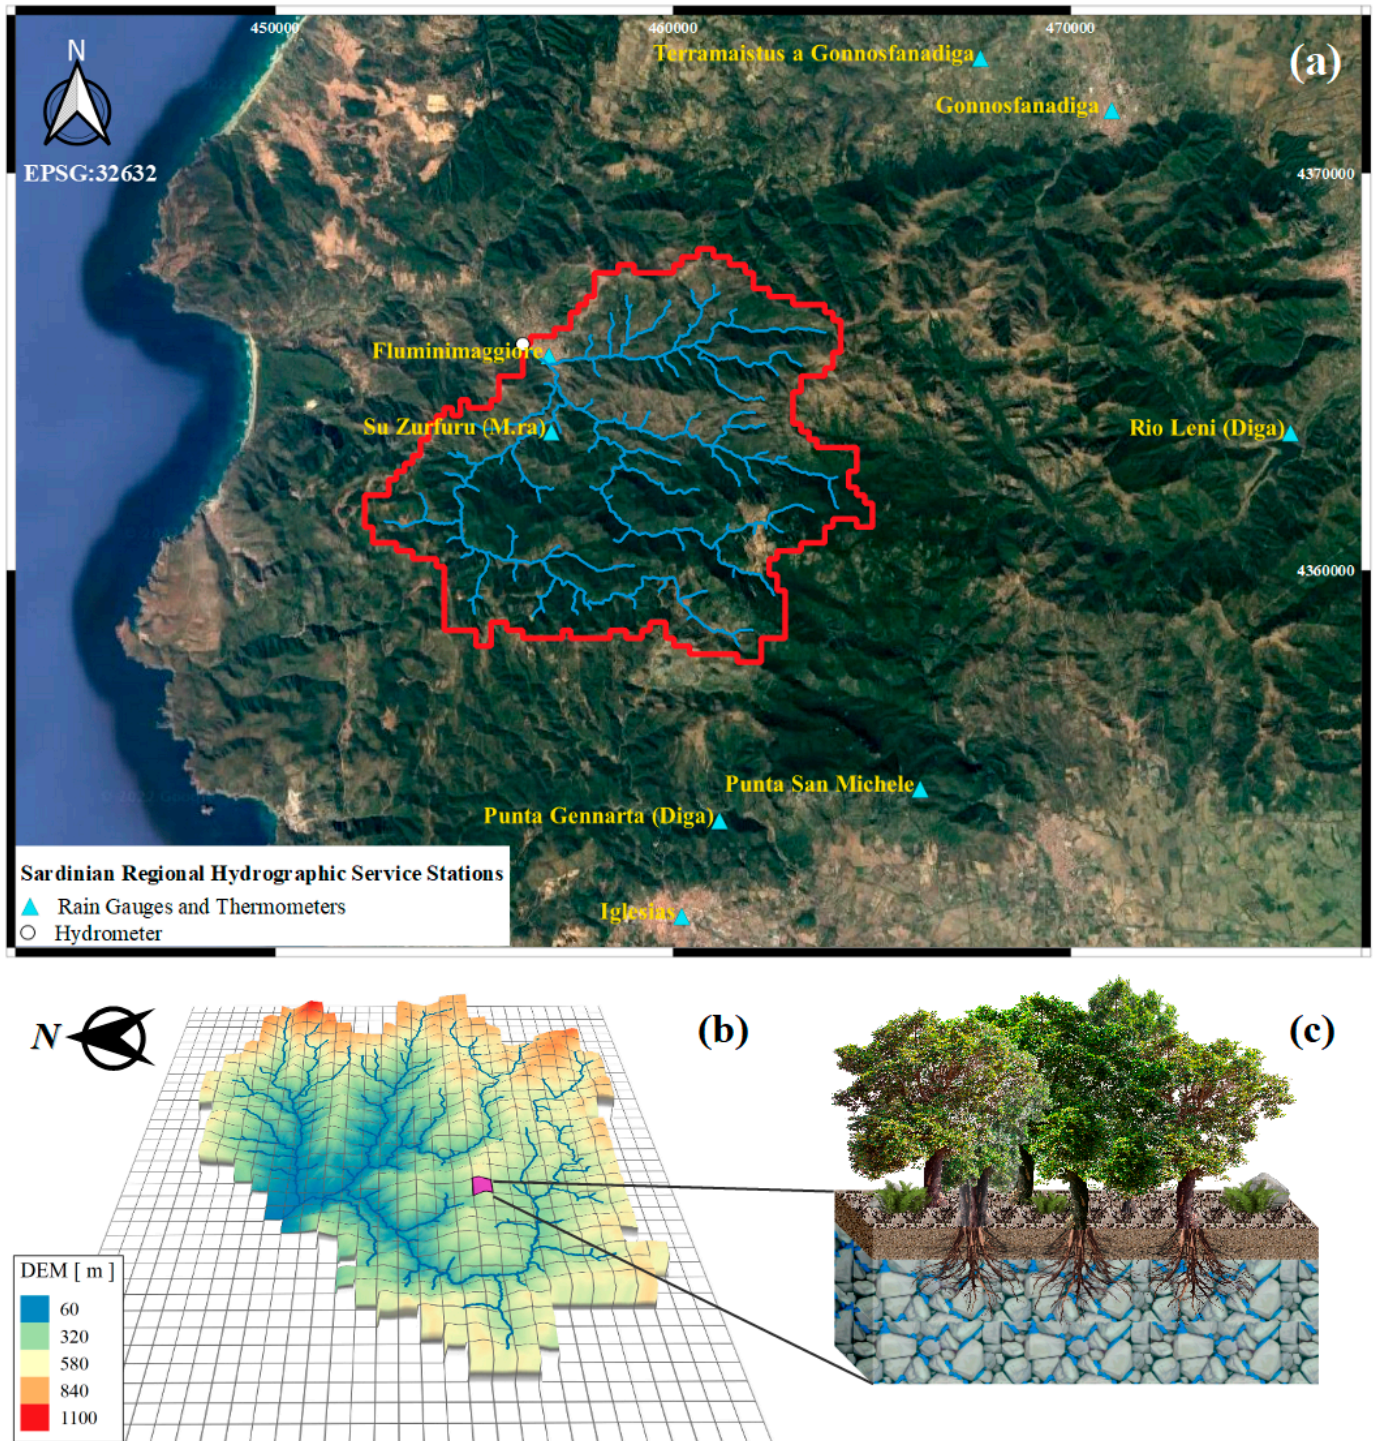 450000
460000
470000
Terramaistus a Gonnosfanadiga
(a)
N
Gonnosfanadiga
EPSG:32632
4370000
Fluminimaggiore
Su Zurfuru (M.ra)
Rio Leni (Diga)
4360000
Punta San Michele
Punta Gennarta (Diga)
Sardinian Regional Hydrographic Service Stations
Rain Gauges and Thermometers
Iglesias
Hydrometer
N
(b)
(c)
DEM [ m ]
60
320
580
840
1100